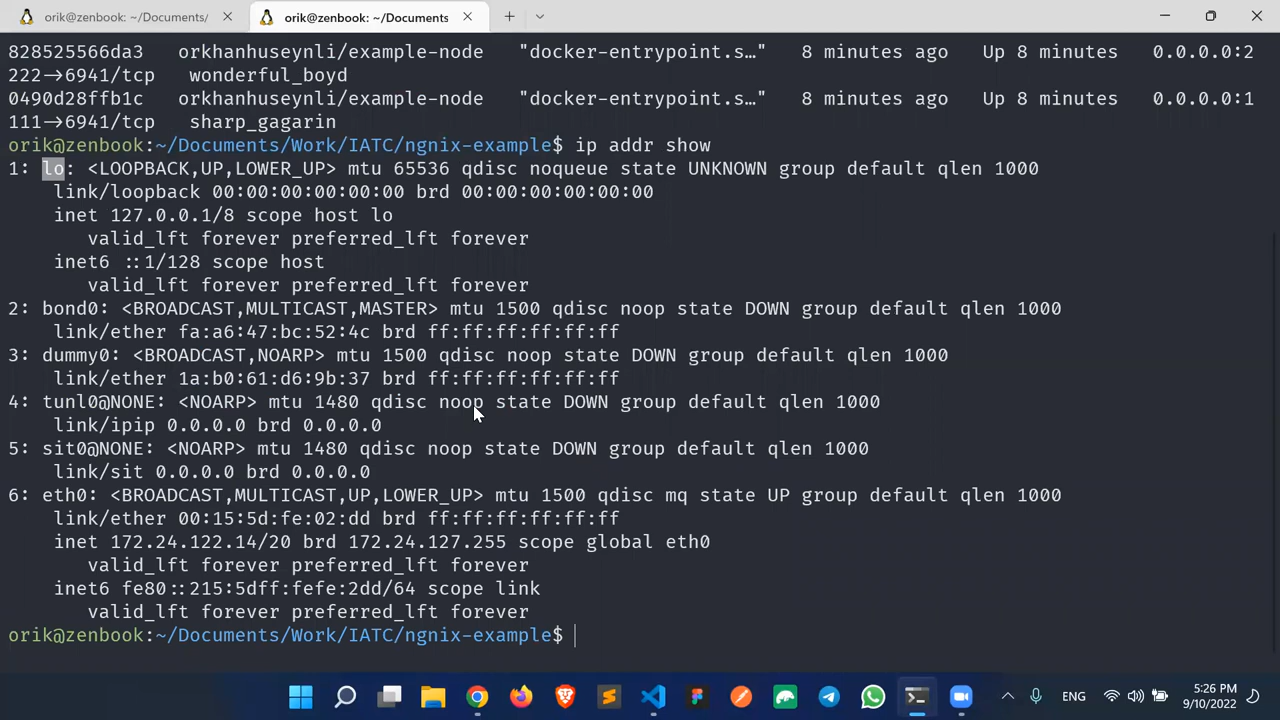 orik@zenbook: ~/Documents/
orik@zenbook: ~/Documents
828525566da3   orkhanhuseynli/example-node   "docker-entrypoint.s…"   8 minutes ago   Up 8 minutes   0.0.0.0:2
222->6941/tcp   wonderful_boyd
0490d28ffb1c   orkhanhuseynli/example-node   "docker-entrypoint.s…"   8 minutes ago   Up 8 minutes   0.0.0.0:1
111->6941/tcp   sharp_gagarin
orik@zenbook:~/Documents/Work/IATC/ngnix-example$ ip addr show
1: lo: <LOOPBACK,UP,LOWER_UP> mtu 65536 qdisc noqueue state UNKNOWN group default qlen 1000
    link/loopback 00:00:00:00:00:00 brd 00:00:00:00:00:00
    inet 127.0.0.1/8 scope host lo
       valid_lft forever preferred_lft forever
    inet6 ::1/128 scope host
       valid_lft forever preferred_lft forever
2: bond0: <BROADCAST,MULTICAST,MASTER> mtu 1500 qdisc noop state DOWN group default qlen 1000
    link/ether fa:a6:47:bc:52:4c brd ff:ff:ff:ff:ff:ff
3: dummy0: <BROADCAST,NOARP> mtu 1500 qdisc noop state DOWN group default qlen 1000
    link/ether 1a:b0:61:d6:9b:37 brd ff:ff:ff:ff:ff:ff
4: tunl0@NONE: <NOARP> mtu 1480 qdisc noop state DOWN group default qlen 1000
    link/ipip 0.0.0.0 brd 0.0.0.0
5: sit0@NONE: <NOARP> mtu 1480 qdisc noop state DOWN group default qlen 1000
    link/sit 0.0.0.0 brd 0.0.0.0
6: eth0: <BROADCAST,MULTICAST,UP,LOWER_UP> mtu 1500 qdisc mq state UP group default qlen 1000
    link/ether 00:15:5d:fe:02:dd brd ff:ff:ff:ff:ff:ff
    inet 172.24.122.14/20 brd 172.24.127.255 scope global eth0
       valid_lft forever preferred_lft forever
    inet6 fe80::215:5dff:fefe:2dd/64 scope link
       valid_lft forever preferred_lft forever
orik@zenbook:~/Documents/Work/IATC/ngnix-example$
ENG
5:26 PM
9/10/2022